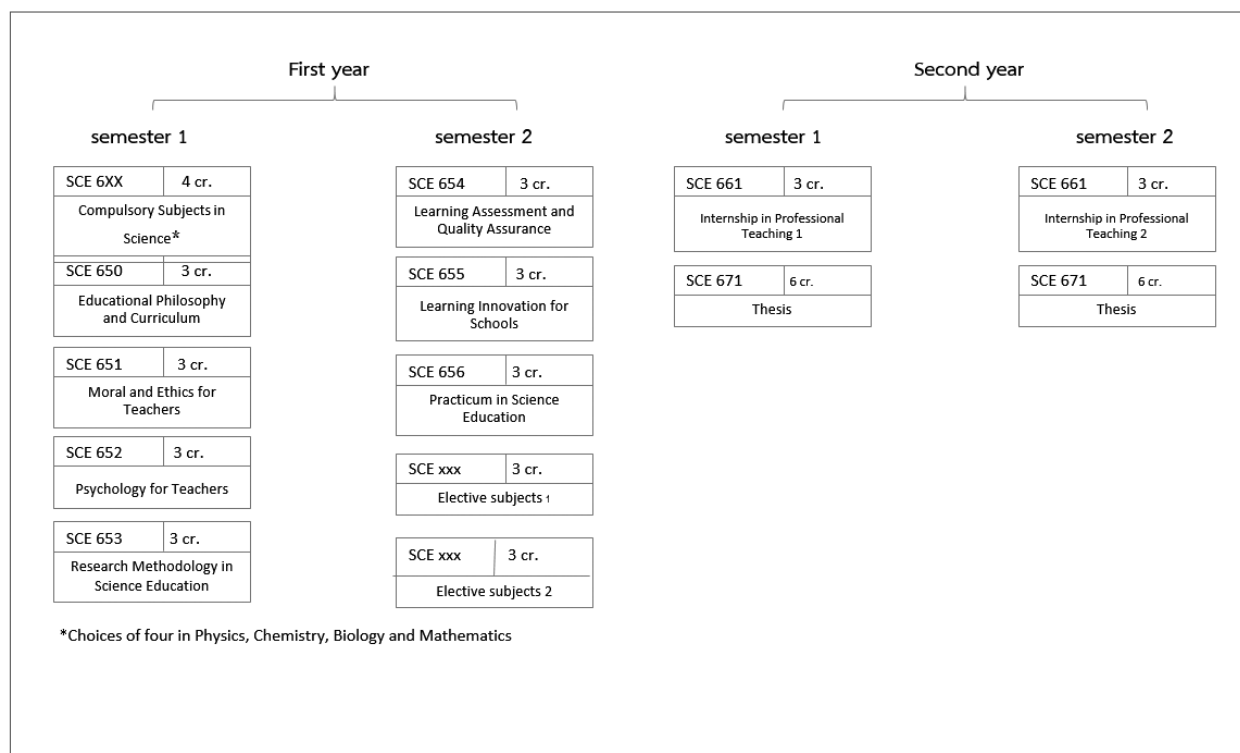 First year
semester 1
SCE 6XX 4 cr.
Compulsory Subjects in
Science*
SCE 650 3 cr.
Educational Philosophy
and Curriculum
SCE 651 3 cr.
Moral and Ethics for
Teachers
SCE 652 3 cr.
Psychology for Teachers
SCE 653 3 cr.
Research Methodology in
Science Education
semester 2
SCE 654 3 cr.
Learning Assessment and
Quality Assurance
SCE 655 3 cr.
Learning Innovation for
Schools
SCE 656 3 cr.
Practicum in Science
Education
SCE xxx 3 cr.
Elective subjects 1
SCE xxx 3 cr.
Elective subjects 2
Second year
semester 1
SCE 661 3 cr.
Internship in Professional
Teaching 1
SCE 671 6 cr.
Thesis
semester 2
SCE 661 3 cr.
Internship in Professional
Teaching 2
SCE 671 6 cr.
Thesis
*Choices of four in Physics, Chemistry, Biology and Mathematics